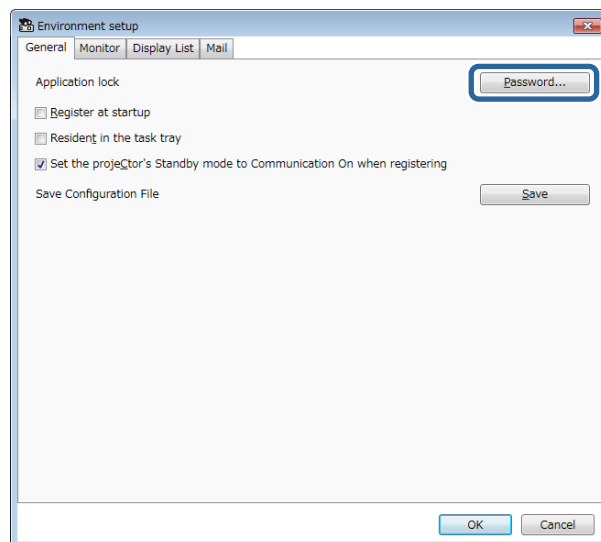 Environment setup
General Monitor Display List Mail
Application lock Password...
Register at startup
Resident in the task tray
Set the projeCtor's Standby mode to Communication On when registering
Save Configuration File Save
OK Cancel